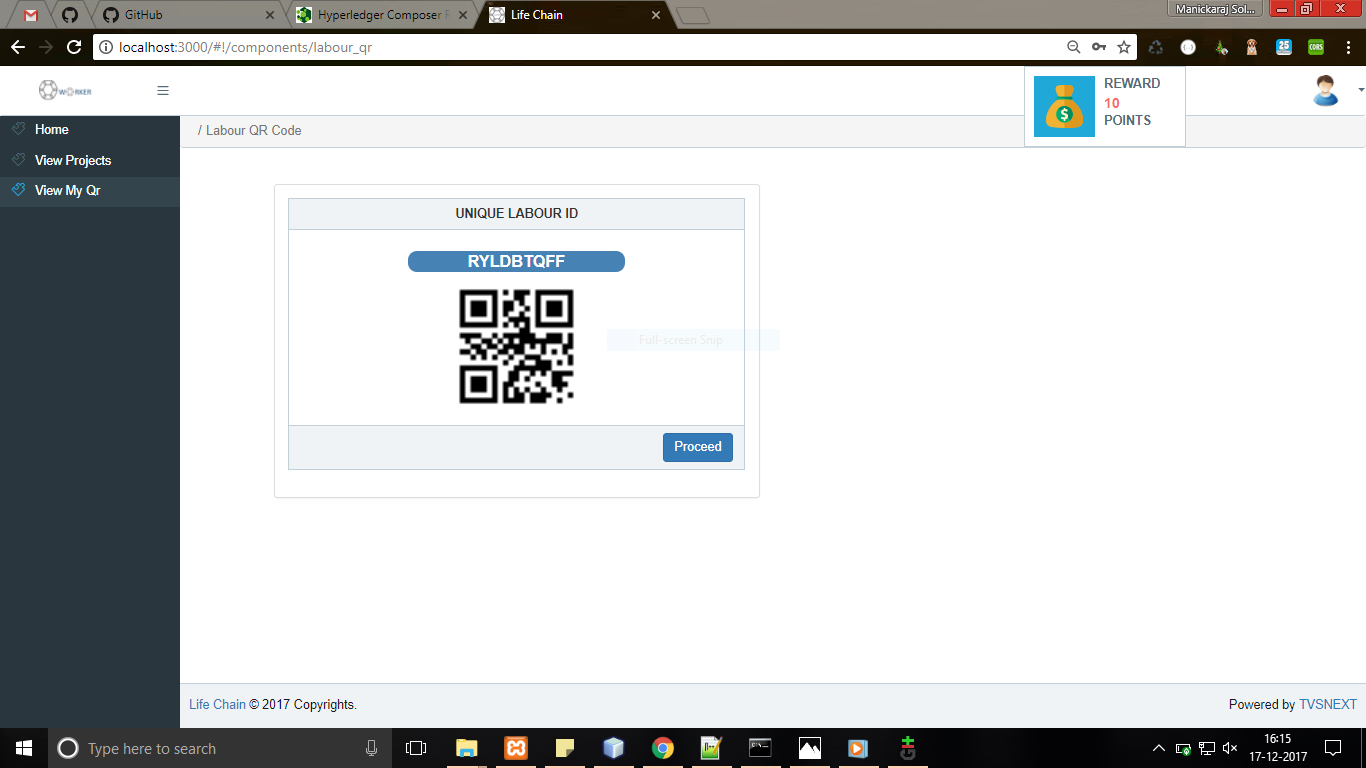 GitHub
Hyperledger Composer
Life Chain
Manickaraj Sol...
localhost:3000/#!/components/labour_qr
25
CORS
WORKER
REWARD
10
POINTS
Home
/ Labour QR Code
View Projects
View My Qr
UNIQUE LABOUR ID
RYLDBTQFF
Full-screen Snip
Proceed
Life Chain © 2017 Copyrights.
Powered by TVSNEXT
Type here to search
16:15
17-12-2017